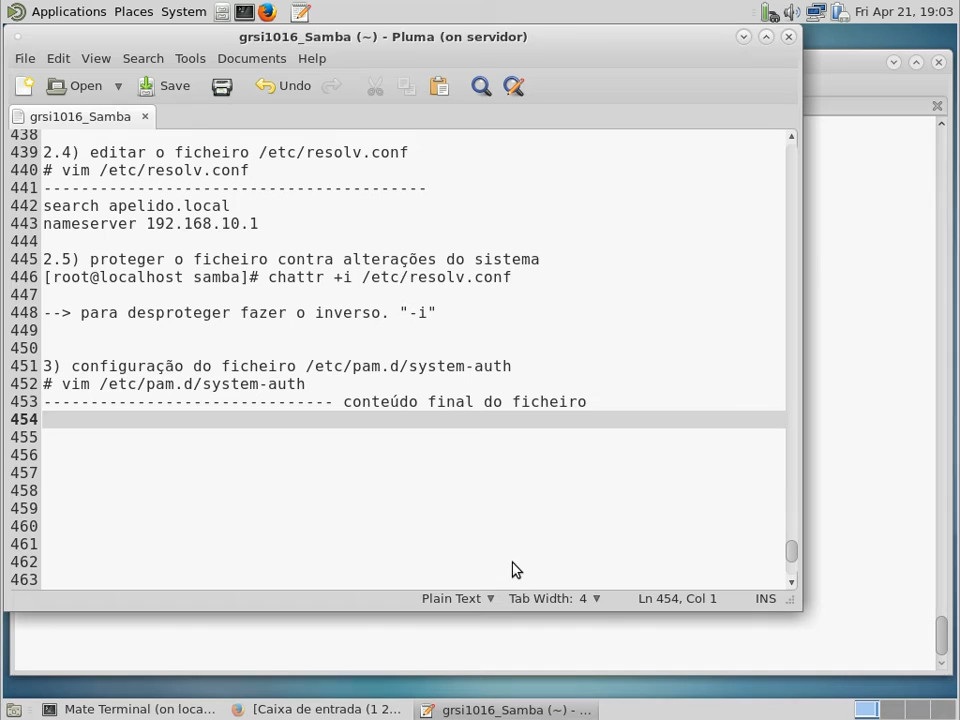 Applications Places System Fri Apr 21, 19:03
grsi1016_Samba (~) - Pluma (on servidor)
File Edit View Search Tools Documents Help
Open Save Undo
grsi1016_Samba
438
439 2.4) editar o ficheiro /etc/resolv.conf
440 # vim /etc/resolv.conf
441 -----------------------------------------
442 search apelido.local
443 nameserver 192.168.10.1
444
445 2.5) proteger o ficheiro contra alterações do sistema
446 [root@localhost samba]# chattr +i /etc/resolv.conf
447
448 --> para desproteger fazer o inverso. "-i"
449
450
451 3) configuração do ficheiro /etc/pam.d/system-auth
452 # vim /etc/pam.d/system-auth
453 ------------------------------- conteúdo final do ficheiro
454
455
456
457
458
459
460
461
462
463
Plain Text Tab Width: 4 Ln 454, Col 1 INS
Mate Terminal (on loca... [Caixa de entrada (1 2... grsi1016_Samba (~) - ...